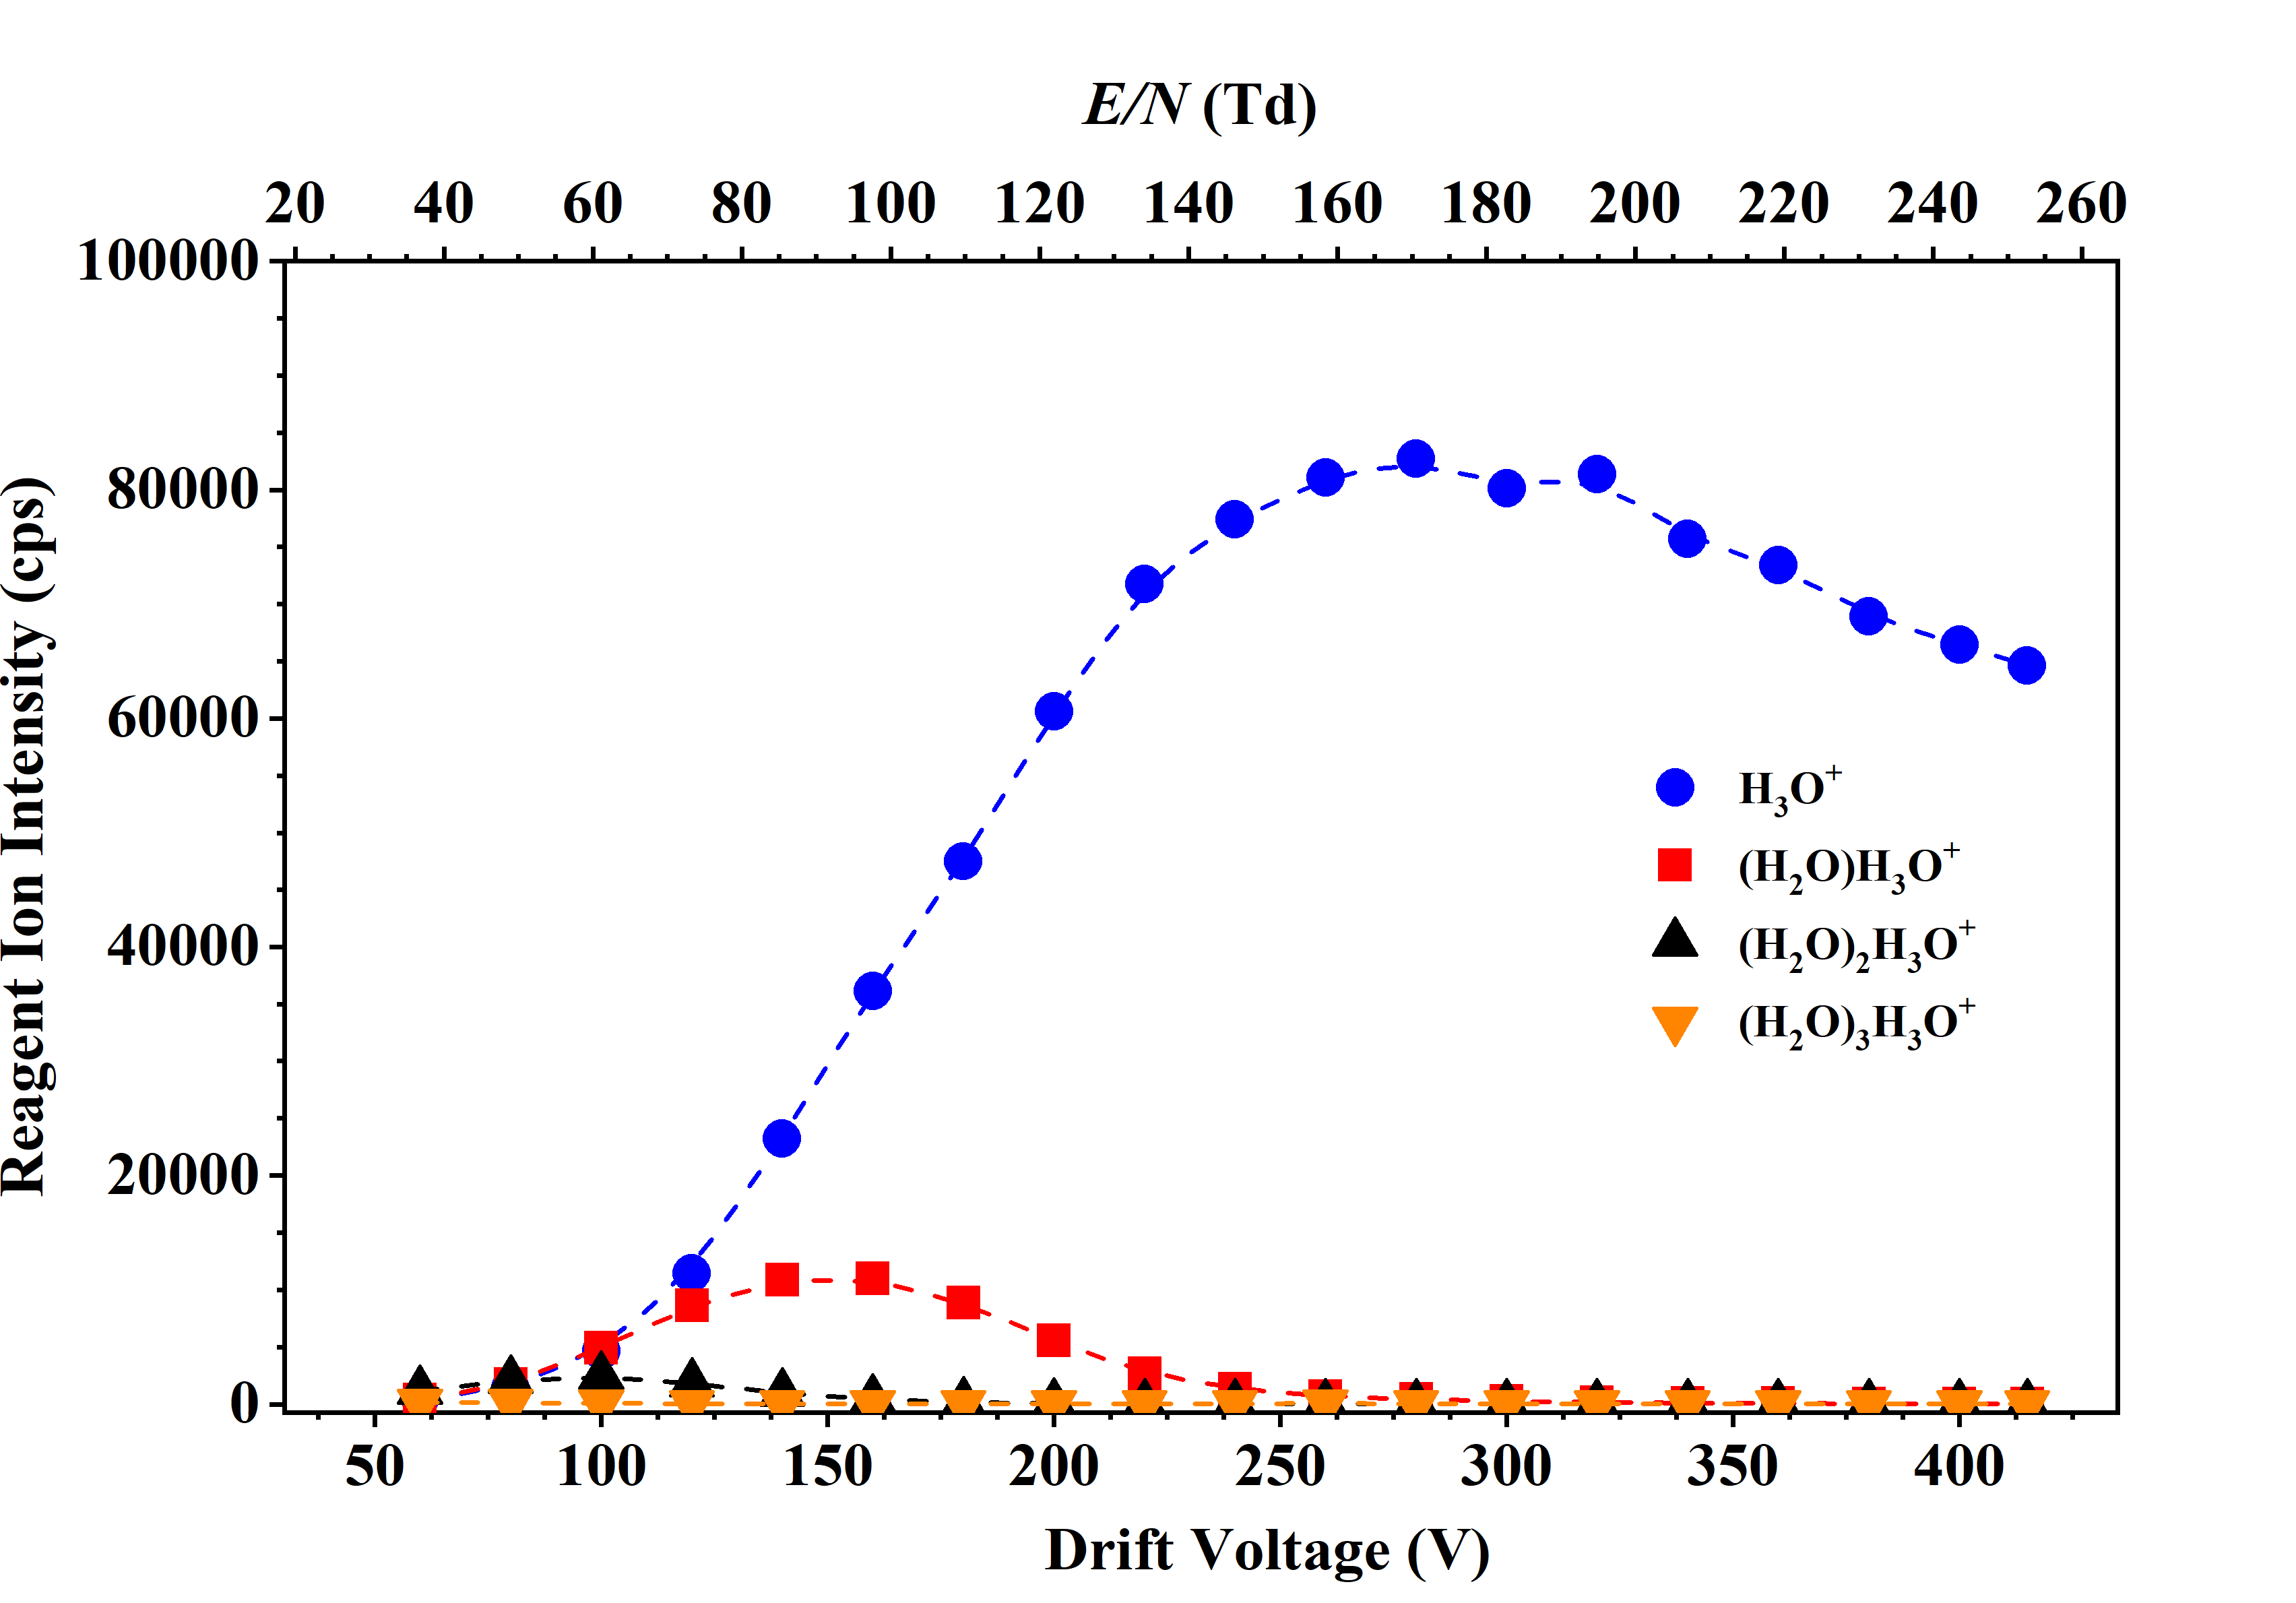 E/N (Td)
20 40 60 80 100 120 140 160 180 200 220 240 260
100000
80000
60000
40000
20000
0
Reagent Ion Intensity (cps)
H₃O⁺
(H₂O)H₃O⁺
(H₂O)₂H₃O⁺
(H₂O)₃H₃O⁺
50 100 150 200 250 300 350 400
Drift Voltage (V)